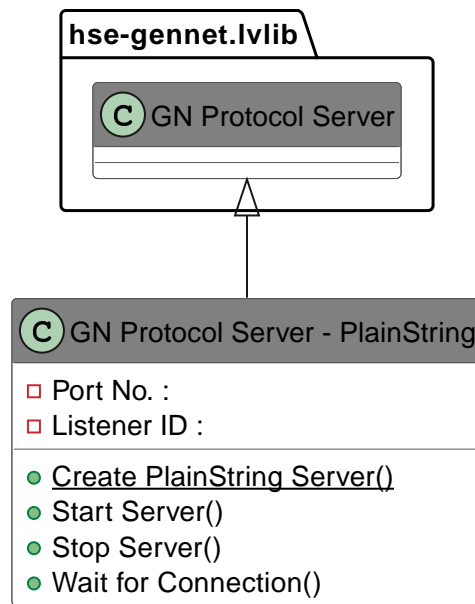 hse-gennet.lvlib
C GN Protocol Server
C GN Protocol Server - PlainString
Port No. :
Listener ID :
Create PlainString Server()
Start Server()
Stop Server()
Wait for Connection()